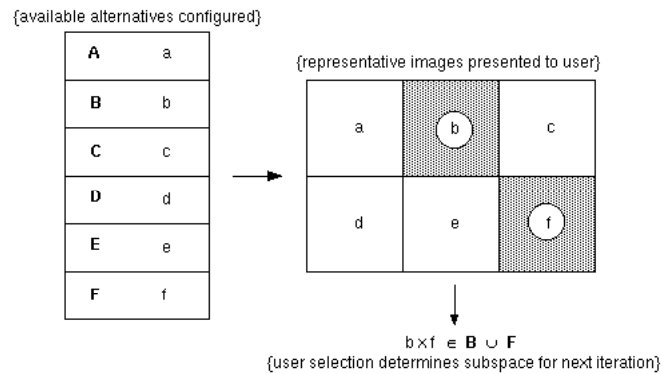 {available alternatives configured}
A a
B b
C c
D d
E e
F f
{representative images presented to user}
a b c
d e f
b×f ∈ B ∪ F
{user selection determines subspace for next iteration}